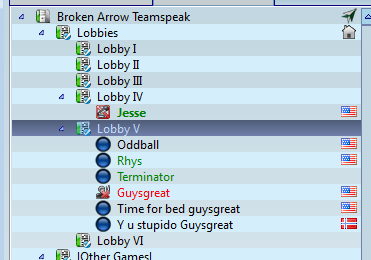 Broken Arrow Teamspeak
Lobbies
Lobby I
Lobby II
Lobby III
Lobby IV
Jesse
Lobby V
Oddball
Rhys
Terminator
Guysgreat
Time for bed guysgreat
Y u stupido Guysgreat
Lobby VI
|Other Games|